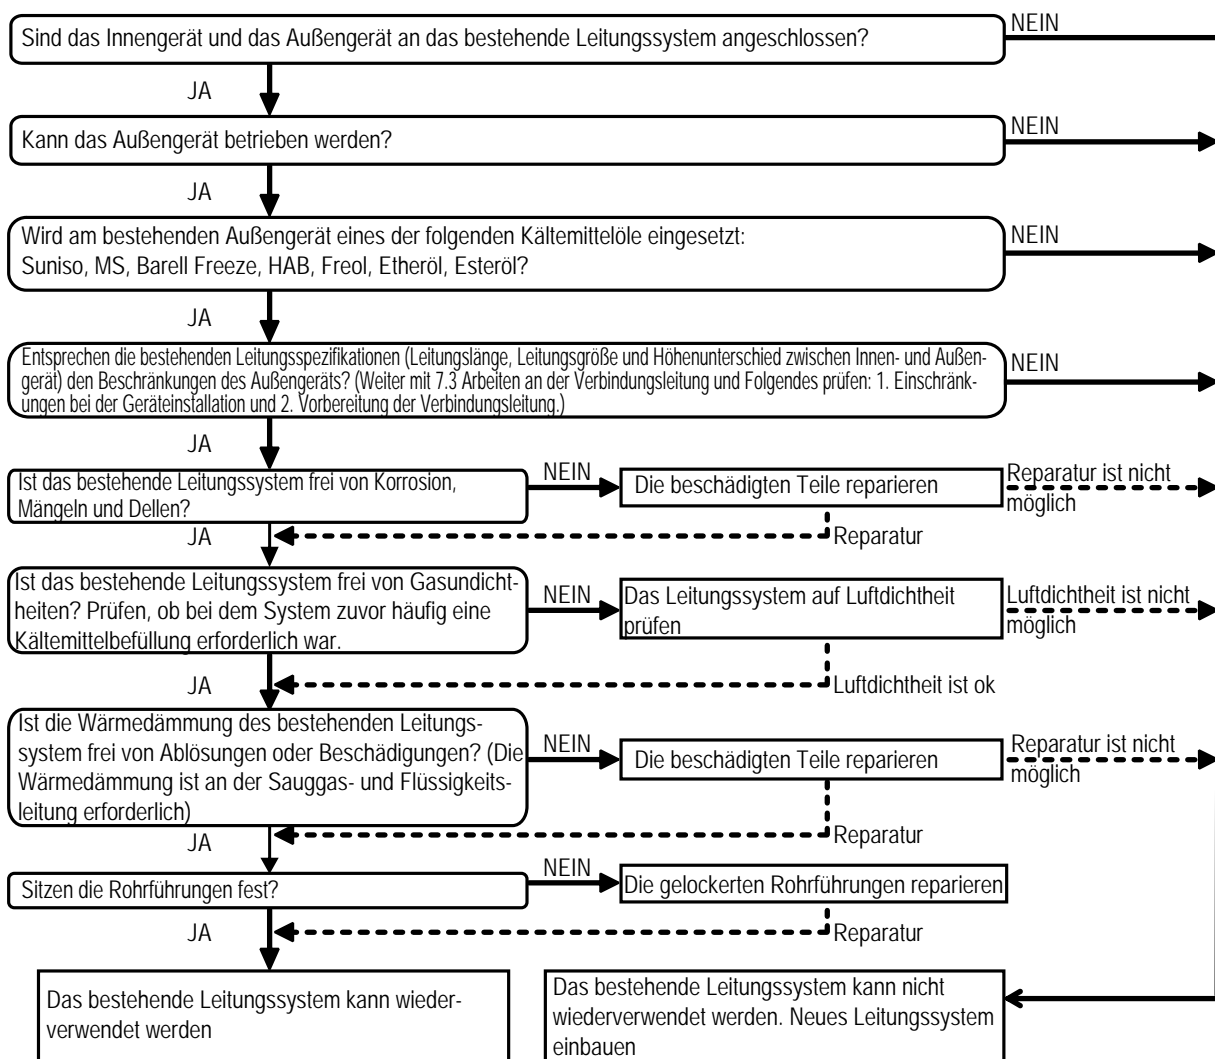 Sind das Innengerät und das Außengerät an das bestehende Leitungssystem angeschlossen?
NEIN
JA
Kann das Außengerät betrieben werden?
NEIN
JA
Wird am bestehenden Außengerät eines der folgenden Kältemittelöle eingesetzt:
Suniso, MS, Barell Freeze, HAB, Freol, Etheröl, Esteröl?
NEIN
JA
Entsprechen die bestehenden Leitungsspezifikationen (Leitungslänge, Leitungsgröße und Höhenunterschied zwischen Innen- und Außen-
gerät) den Beschränkungen des Außengeräts? (Weiter mit 7.3 Arbeiten an der Verbindungsleitung und Folgendes prüfen: 1. Einschränk-
ungen bei der Geräteinstallation und 2. Vorbereitung der Verbindungsleitung.)
NEIN
JA
Ist das bestehende Leitungssystem frei von Korrosion,
Mängeln und Dellen?
NEIN
Die beschädigten Teile reparieren
Reparatur ist nicht
möglich
JA
Reparatur
Ist das bestehende Leitungssystem frei von Gasundicht-
heiten? Prüfen, ob bei dem System zuvor häufig eine
Kältemittelbefüllung erforderlich war.
NEIN
Das Leitungssystem auf Luftdichtheit
prüfen
Luftdichtheit ist nicht
möglich
JA
Luftdichtheit ist ok
Ist die Wärmedämmung des bestehenden Leitungs-
system frei von Ablösungen oder Beschädigungen? (Die
Wärmedämmung ist an der Sauggas- und Flüssigkeits-
leitung erforderlich)
NEIN
Die beschädigten Teile reparieren
Reparatur ist nicht
möglich
JA
Reparatur
Sitzen die Rohrführungen fest?
NEIN
Die gelockerten Rohrführungen reparieren
JA
Reparatur
Das bestehende Leitungssystem kann wieder-
verwendet werden
Das bestehende Leitungssystem kann nicht
wiederverwendet werden. Neues Leitungssystem
einbauen